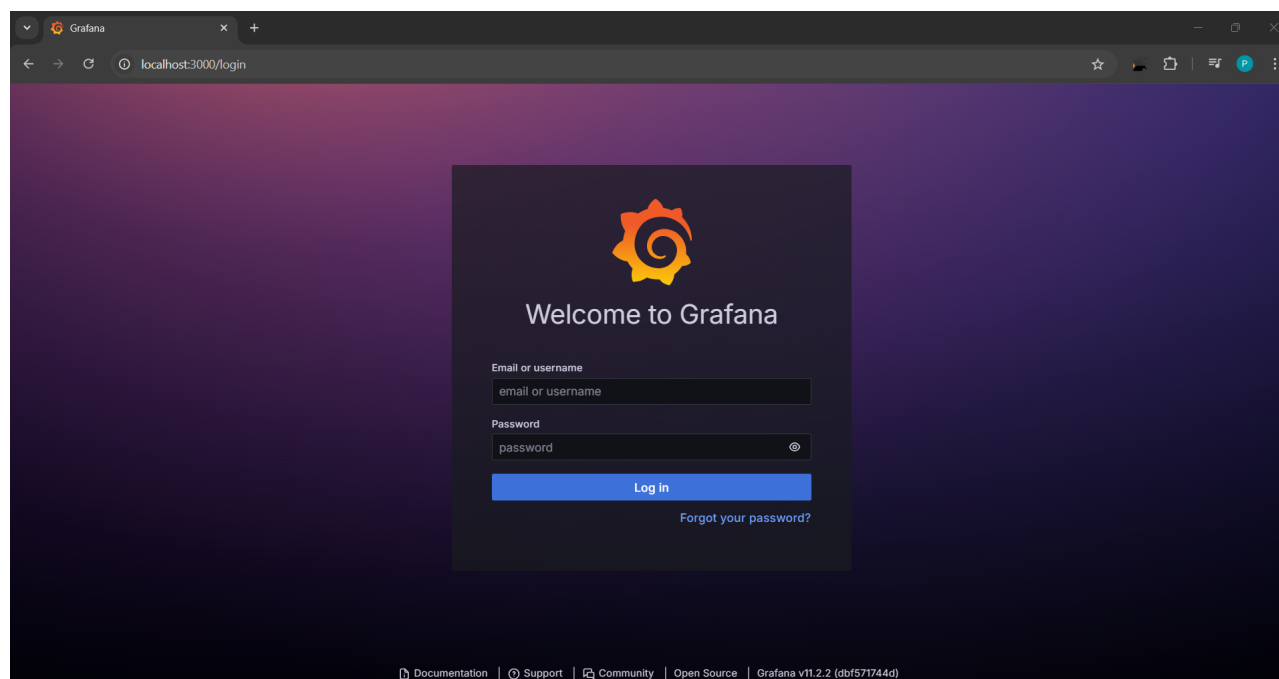 Grafana
localhost:3000/login
P
Welcome to Grafana
Email or username
email or username
Password
password
Log in
Forgot your password?
Documentation | Support | Community | Open Source | Grafana v11.2.2 (dbf571744d)